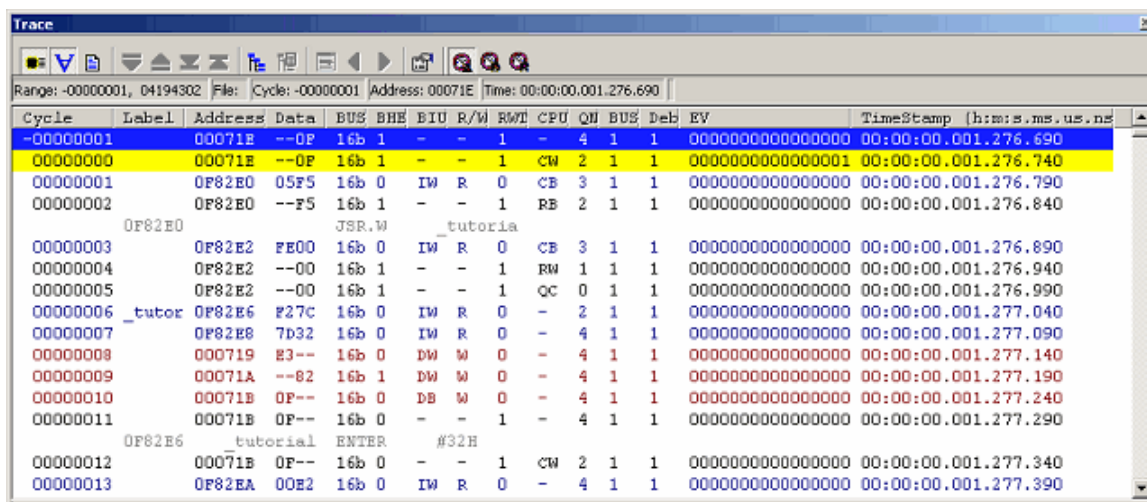 Trace
Range: -00000001, 04194302 File: Cycle: -00000001 Address: 00071E Time: 00:00:00.001.276.690
Cycle Label Address Data BUS BHE BIU R/W RWT CPU QN BUS Deb EV TimeStamp (h:m:s.ms.us.ns
-00000001 00071E --0F 16b 1 - - 1 - 4 1 1 0000000000000000 00:00:00.001.276.690
00000000 00071E --0F 16b 1 - - 1 CW 2 1 1 0000000000000001 00:00:00.001.276.740
00000001 0F82E0 05F5 16b 0 IW R 0 CB 3 1 1 0000000000000000 00:00:00.001.276.790
00000002 0F82E0 --F5 16b 1 - - 1 RB 2 1 1 0000000000000000 00:00:00.001.276.840
0F82E0 JSR.W _tutoria
00000003 0F82E2 FE00 16b 0 IW R 0 CB 3 1 1 0000000000000000 00:00:00.001.276.890
00000004 0F82E2 --00 16b 1 - - 1 RW 1 1 1 0000000000000000 00:00:00.001.276.940
00000005 0F82E2 --00 16b 1 - - 1 QC 0 1 1 0000000000000000 00:00:00.001.276.990
00000006 _tutor 0F82E6 F27C 16b 0 IW R 0 - 2 1 1 0000000000000000 00:00:00.001.277.040
00000007 0F82E8 7D32 16b 0 IW R 0 - 4 1 1 0000000000000000 00:00:00.001.277.090
00000008 000719 E3-- 16b 0 DW W 0 - 4 1 1 0000000000000000 00:00:00.001.277.140
00000009 00071A --82 16b 1 DW W 0 - 4 1 1 0000000000000000 00:00:00.001.277.190
00000010 00071B 0F-- 16b 0 DB W 0 - 4 1 1 0000000000000000 00:00:00.001.277.240
00000011 00071B 0F-- 16b 0 - - 1 - 4 1 1 0000000000000000 00:00:00.001.277.290
0F82E6 _tutorial ENTER #32H
00000012 00071B 0F-- 16b 0 - - 1 CW 2 1 1 0000000000000000 00:00:00.001.277.340
00000013 0F82EA 00E2 16b 0 IW R 0 - 4 1 1 0000000000000000 00:00:00.001.277.390